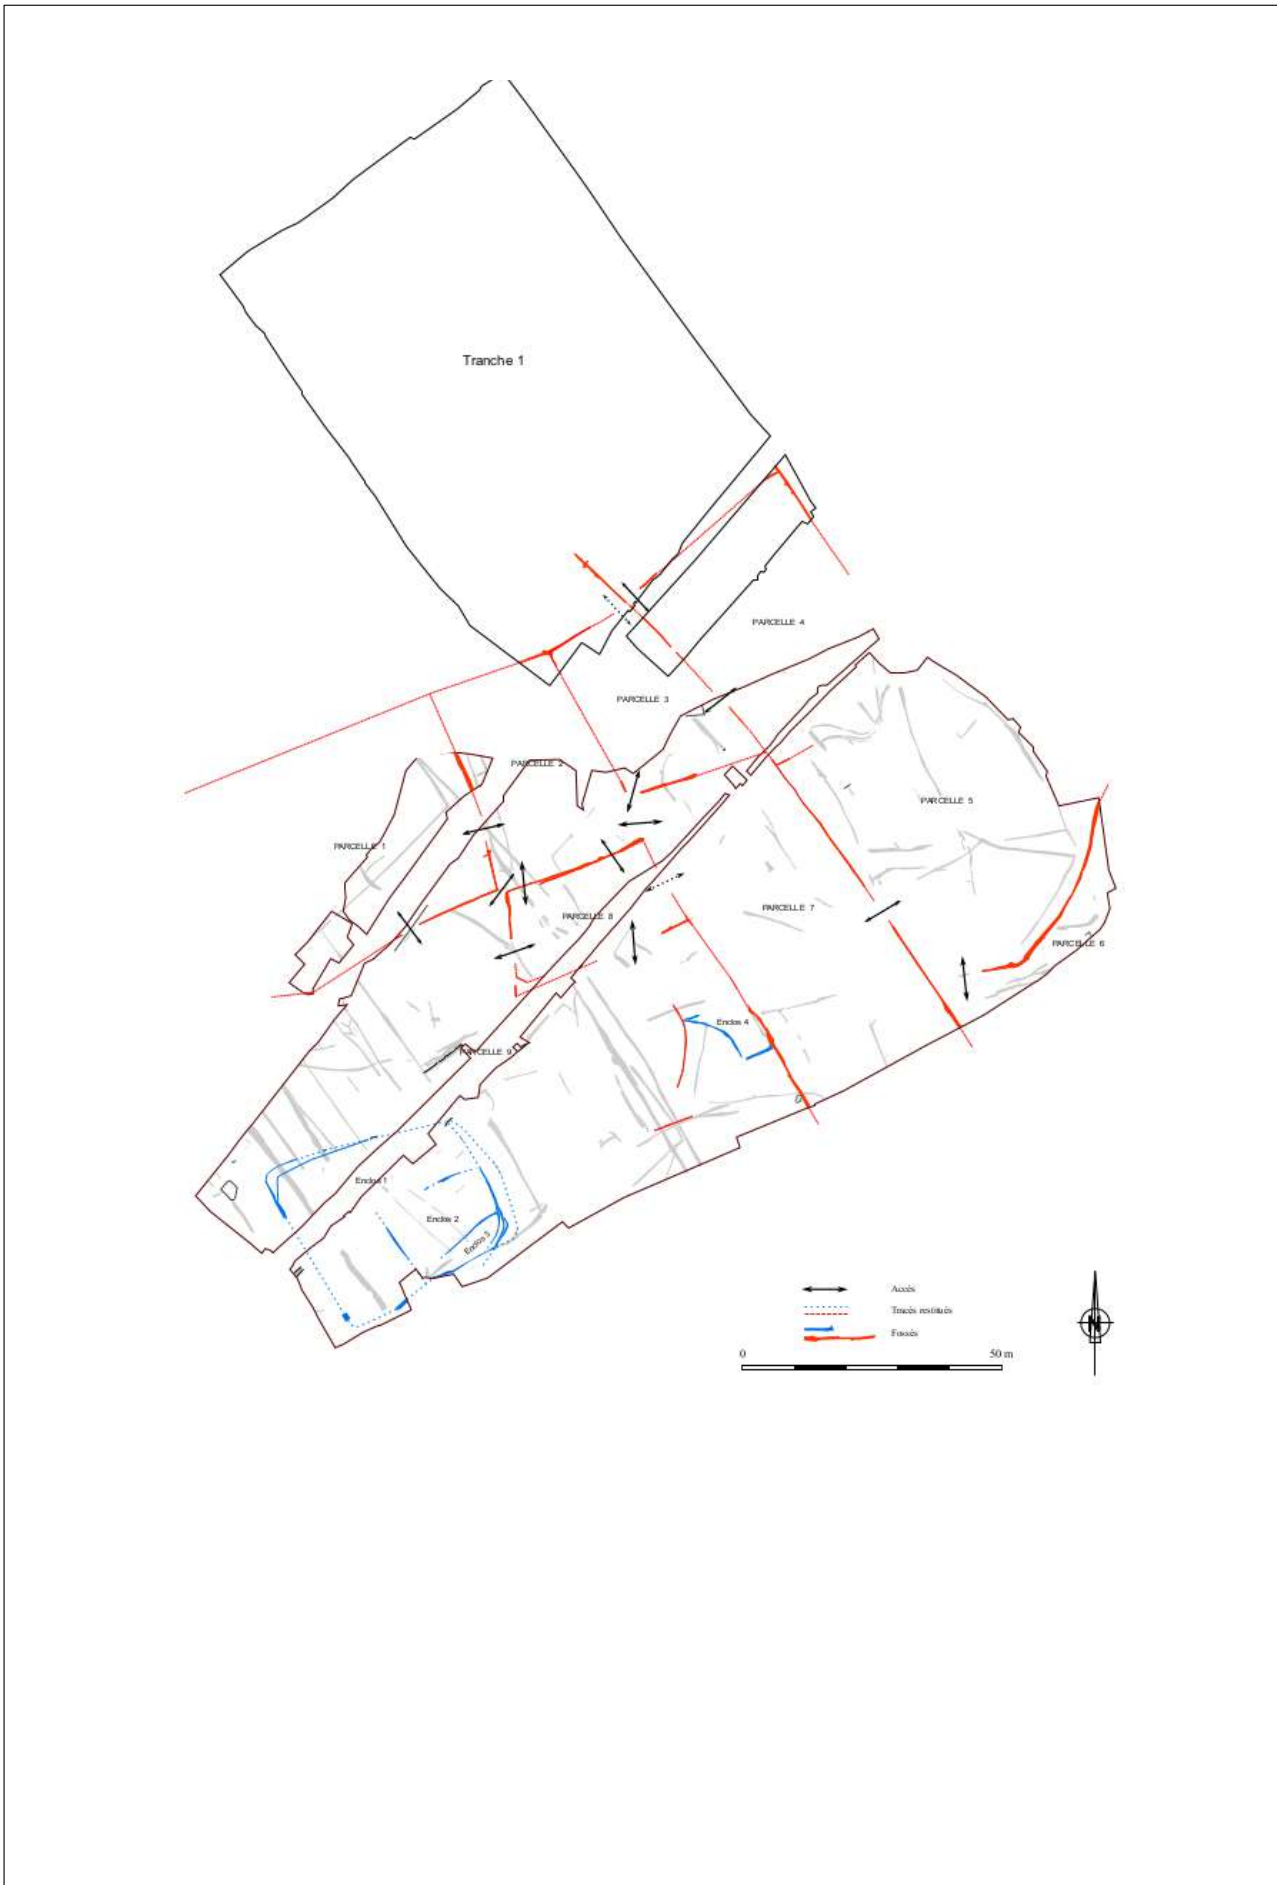 Tranche 1
PARCELLE 4
PARCELLE 3
PARCELLE 2
PARCELLE 5
PARCELLE 1
PARCELLE 7
PARCELLE 8
PARCELLE 6
Enclos 4
PARCELLE 9
Enclos 1
Enclos 2
Enclos 3
Accès
Tracés restitués
Fossés
0 50 m
N